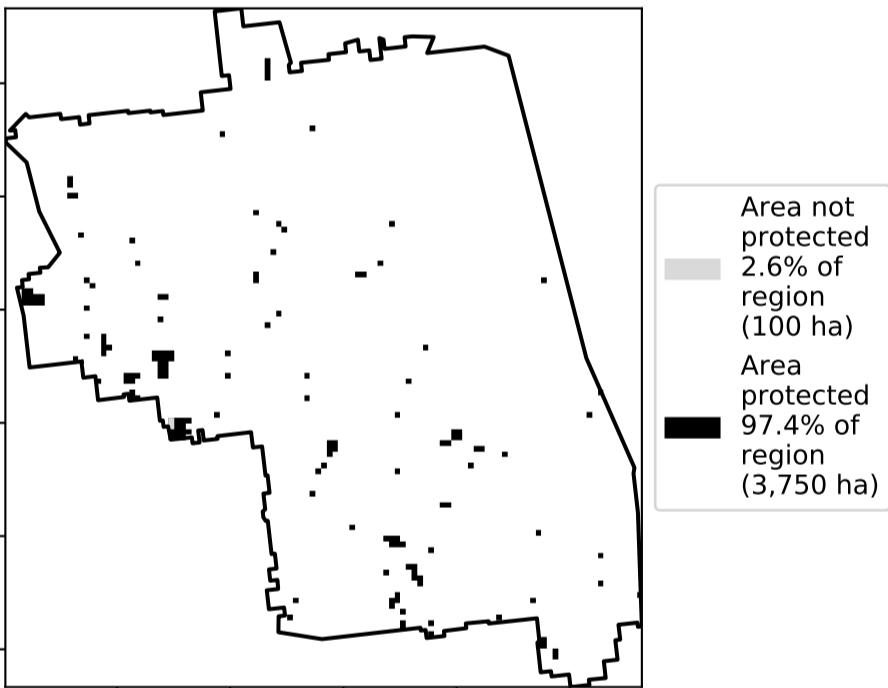 Area not
protected
2.6% of
region
(100 ha)
Area
protected
97.4% of
region
(3,750 ha)